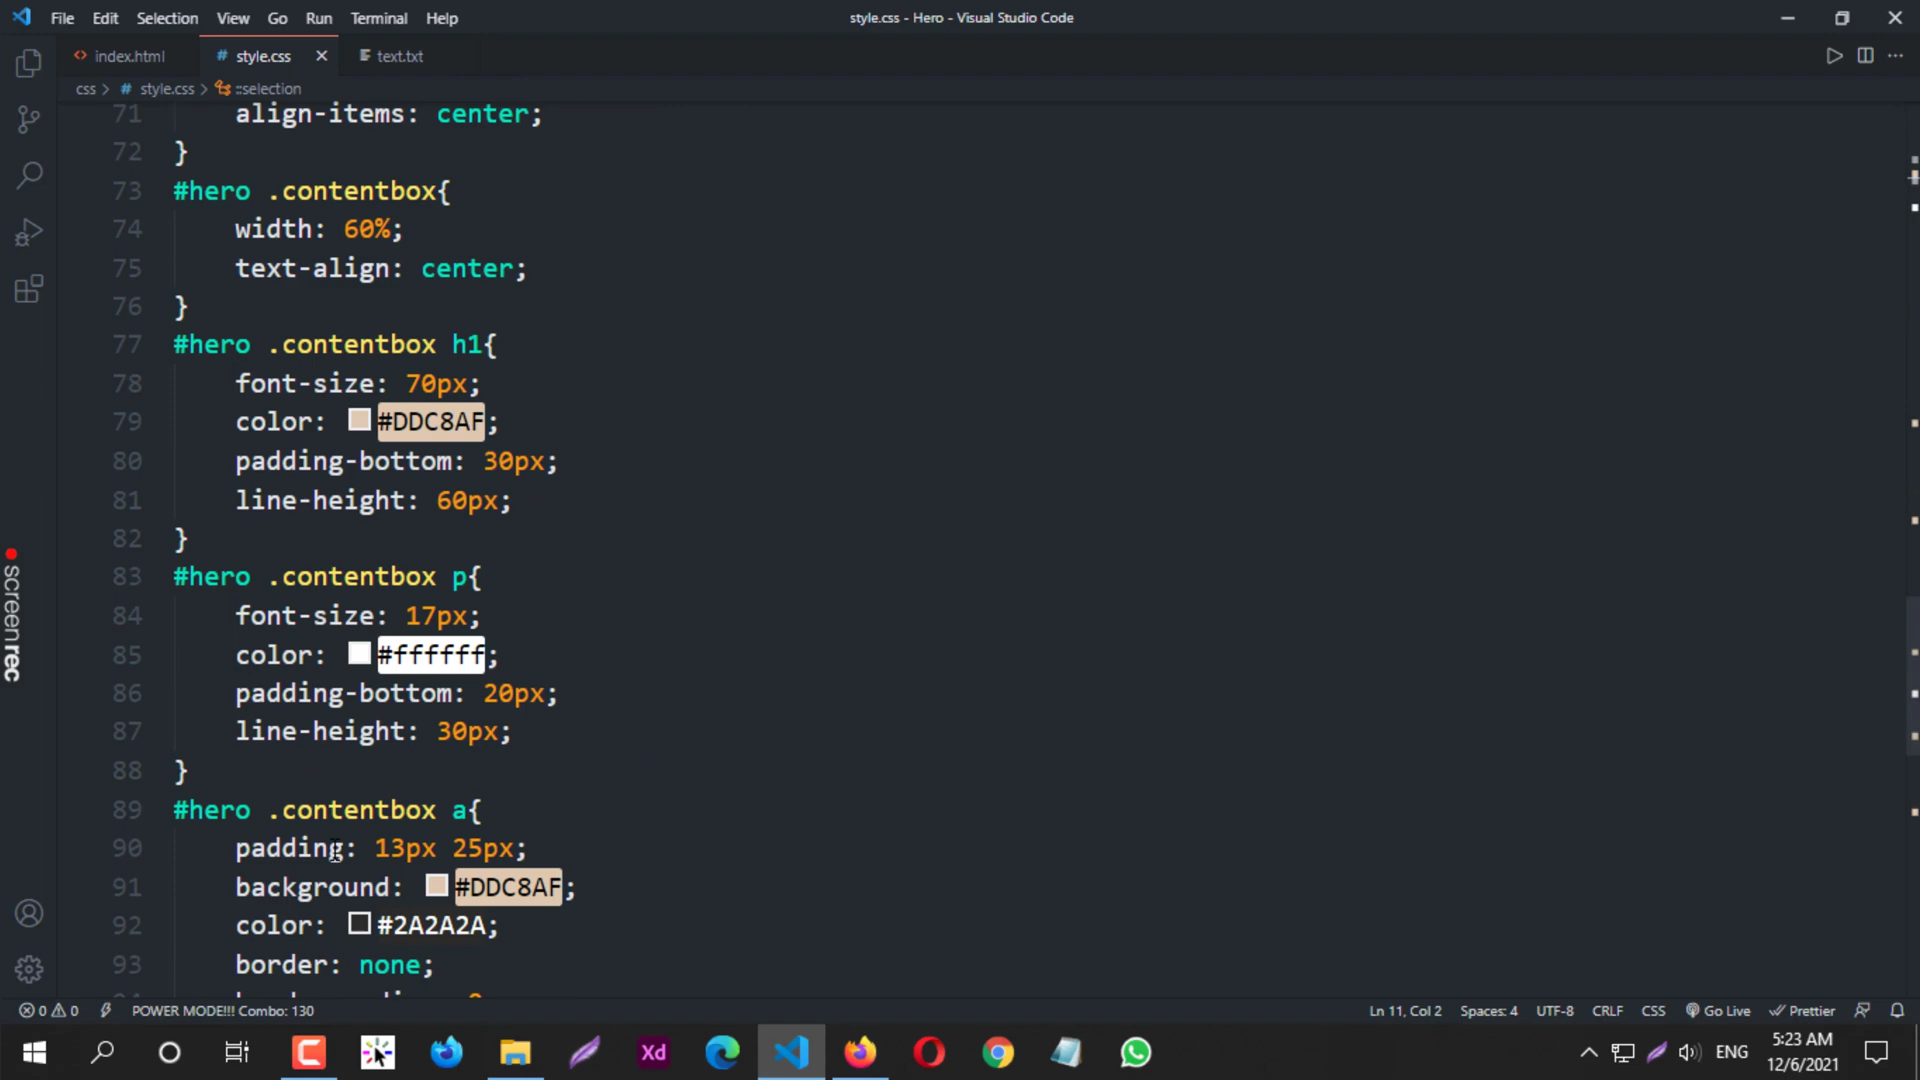 File Edit Selection View Go Run Terminal Help
style.css - Hero - Visual Studio Code
<> index.html # style.css × text.txt
css > # style.css > ::selection
71 align-items: center;
72 }
73 #hero .contentbox{
74 width: 60%;
75 text-align: center;
76 }
77 #hero .contentbox h1{
78 font-size: 70px;
79 color: #DDC8AF;
80 padding-bottom: 30px;
81 line-height: 60px;
82 }
83 #hero .contentbox p{
84 font-size: 17px;
85 color: #ffffff;
86 padding-bottom: 20px;
87 line-height: 30px;
88 }
89 #hero .contentbox a{
90 padding: 13px 25px;
91 background: #DDC8AF;
92 color: #2A2A2A;
93 border: none;
screenrec
0 0 POWER MODE!!! Combo: 130
Ln 11, Col 2 Spaces: 4 UTF-8 CRLF CSS Go Live Prettier
Xd
ENG
5:23 AM
12/6/2021